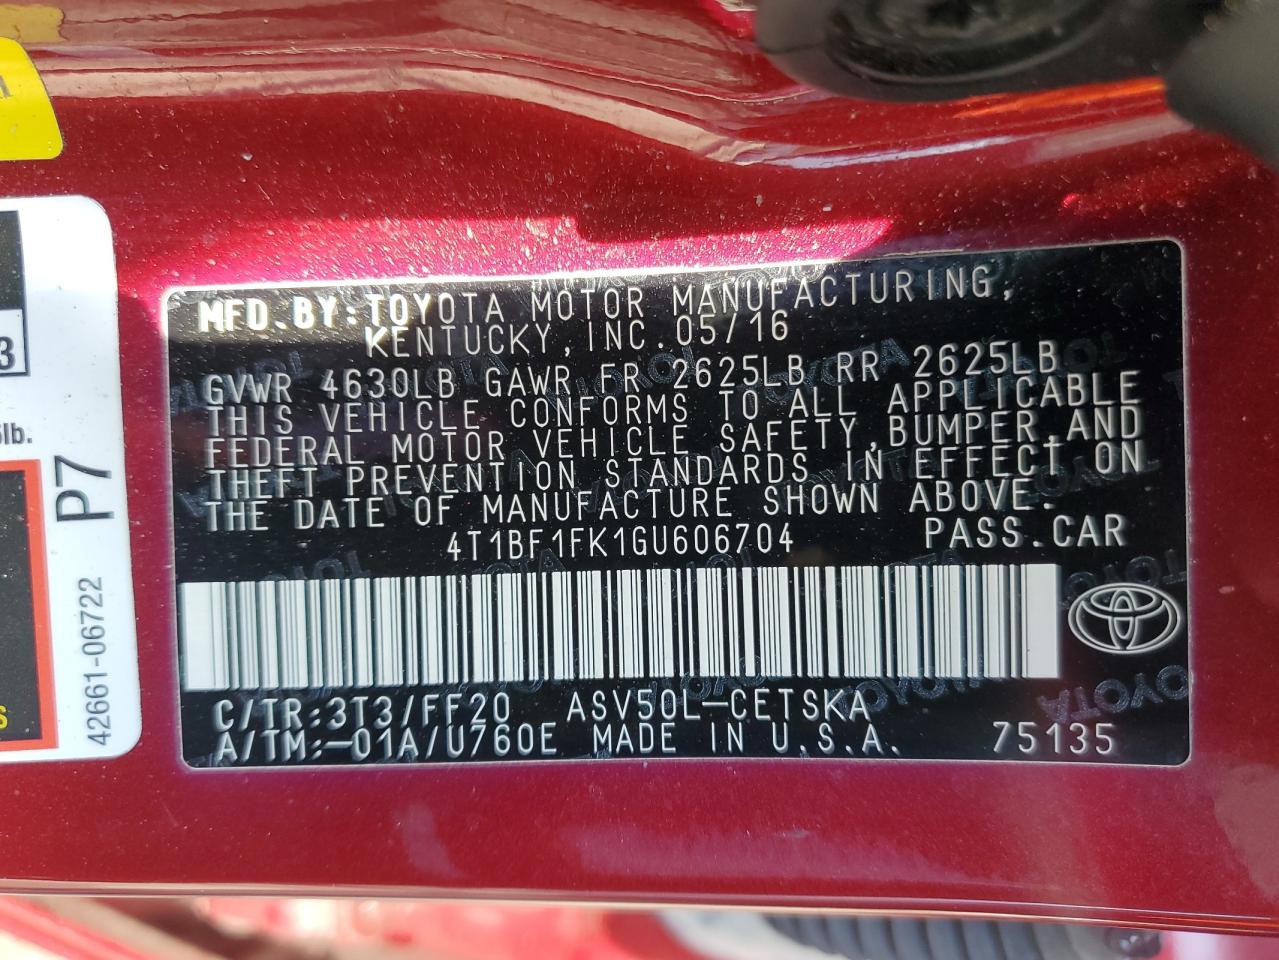 MFD.BY:TOYOTA MOTOR MANUFACTURING,
KENTUCKY,INC.05/16
GVWR 4630LB GAWR FR 2625LB RR 2625LB
THIS VEHICLE CONFORMS TO ALL APPLICABLE
FEDERAL MOTOR VEHICLE SAFETY,BUMPER,AND
THEFT PREVENTION STANDARDS IN EFFECT ON
THE DATE OF MANUFACTURE SHOWN ABOVE.
4T1BF1FK1GU606704 PASS.CAR
C/TR:3T3/FF20 ASV50L-CETSKA
A/TM:-01A/U760E MADE IN U.S.A. 75135
TOYOTA
3
lb.
P7
42661-06722
S